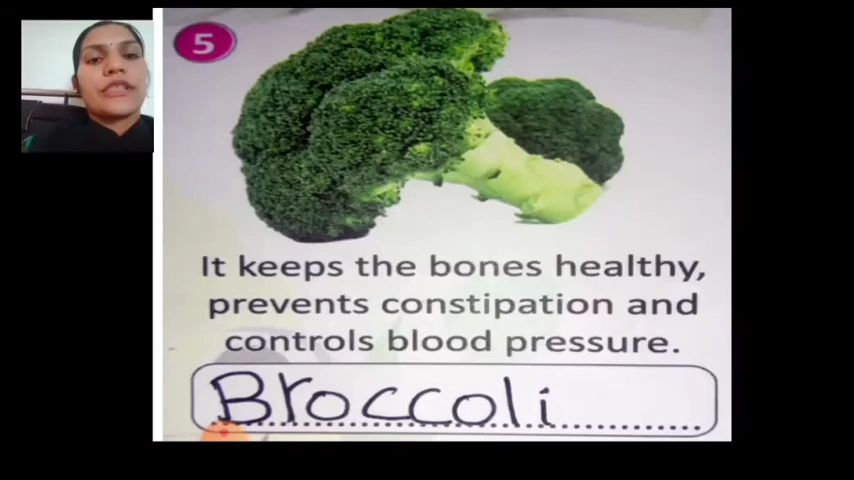 5
It keeps the bones healthy,
prevents constipation and
controls blood pressure.
Broccoli